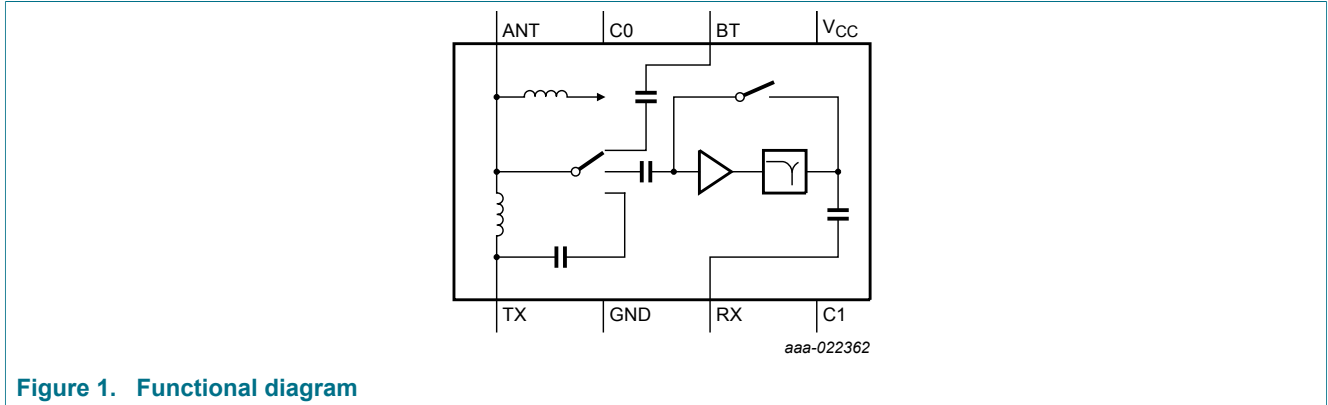 ANT C0 BT VCC
TX GND RX C1
aaa-022362
Figure 1. Functional diagram